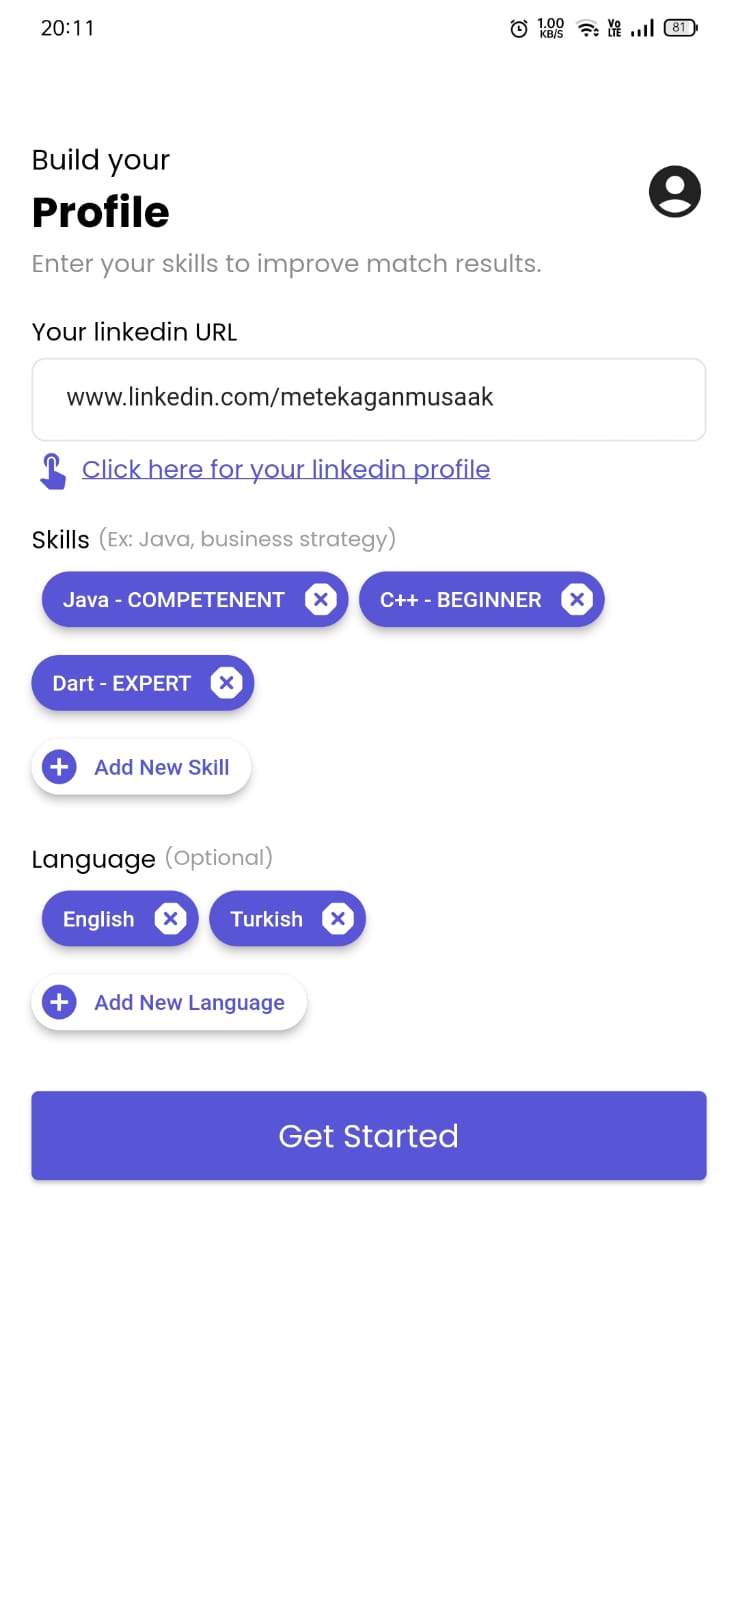 20:11 1.00 KB/S Vo LTE 81
Build your
Profile
Enter your skills to improve match results.
Your linkedin URL
www.linkedin.com/metekaganmusaak
Click here for your linkedin profile
Skills (Ex: Java, business strategy)
Java - COMPETENENT C++ - BEGINNER
Dart - EXPERT
Add New Skill
Language (Optional)
English Turkish
Add New Language
Get Started